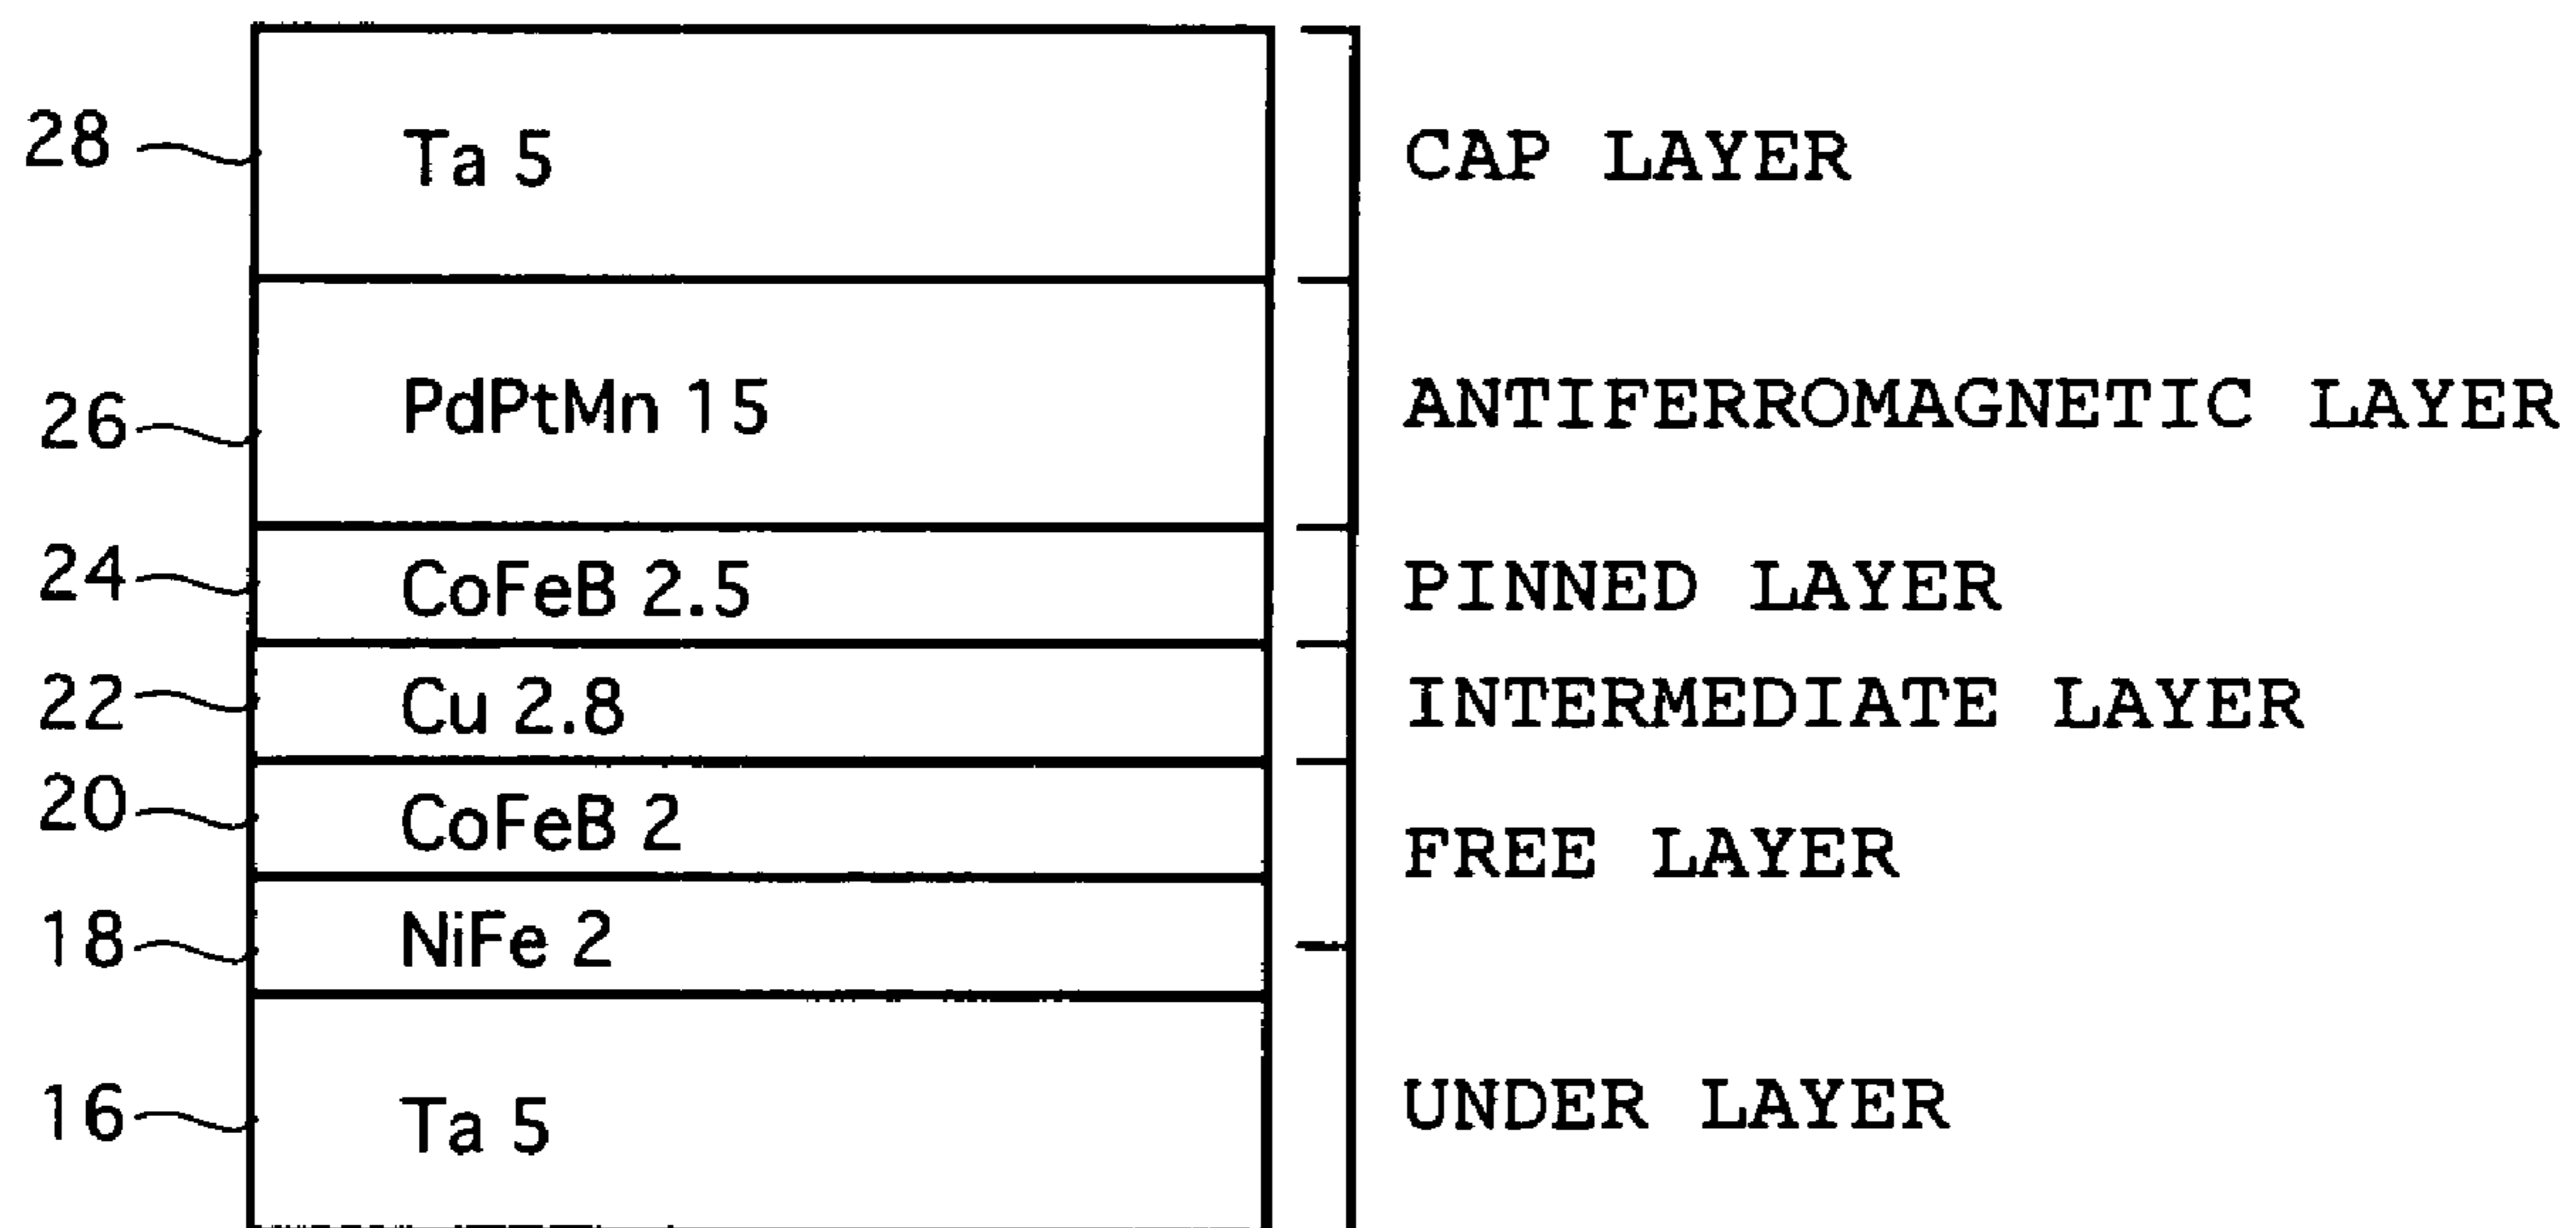 28 Ta 5 CAP LAYER
26 PdPtMn 15 ANTIFERROMAGNETIC LAYER
24 CoFeB 2.5 PINNED LAYER
22 Cu 2.8 INTERMEDIATE LAYER
20 CoFeB 2
FREE LAYER
18 NiFe 2
16 Ta 5 UNDER LAYER